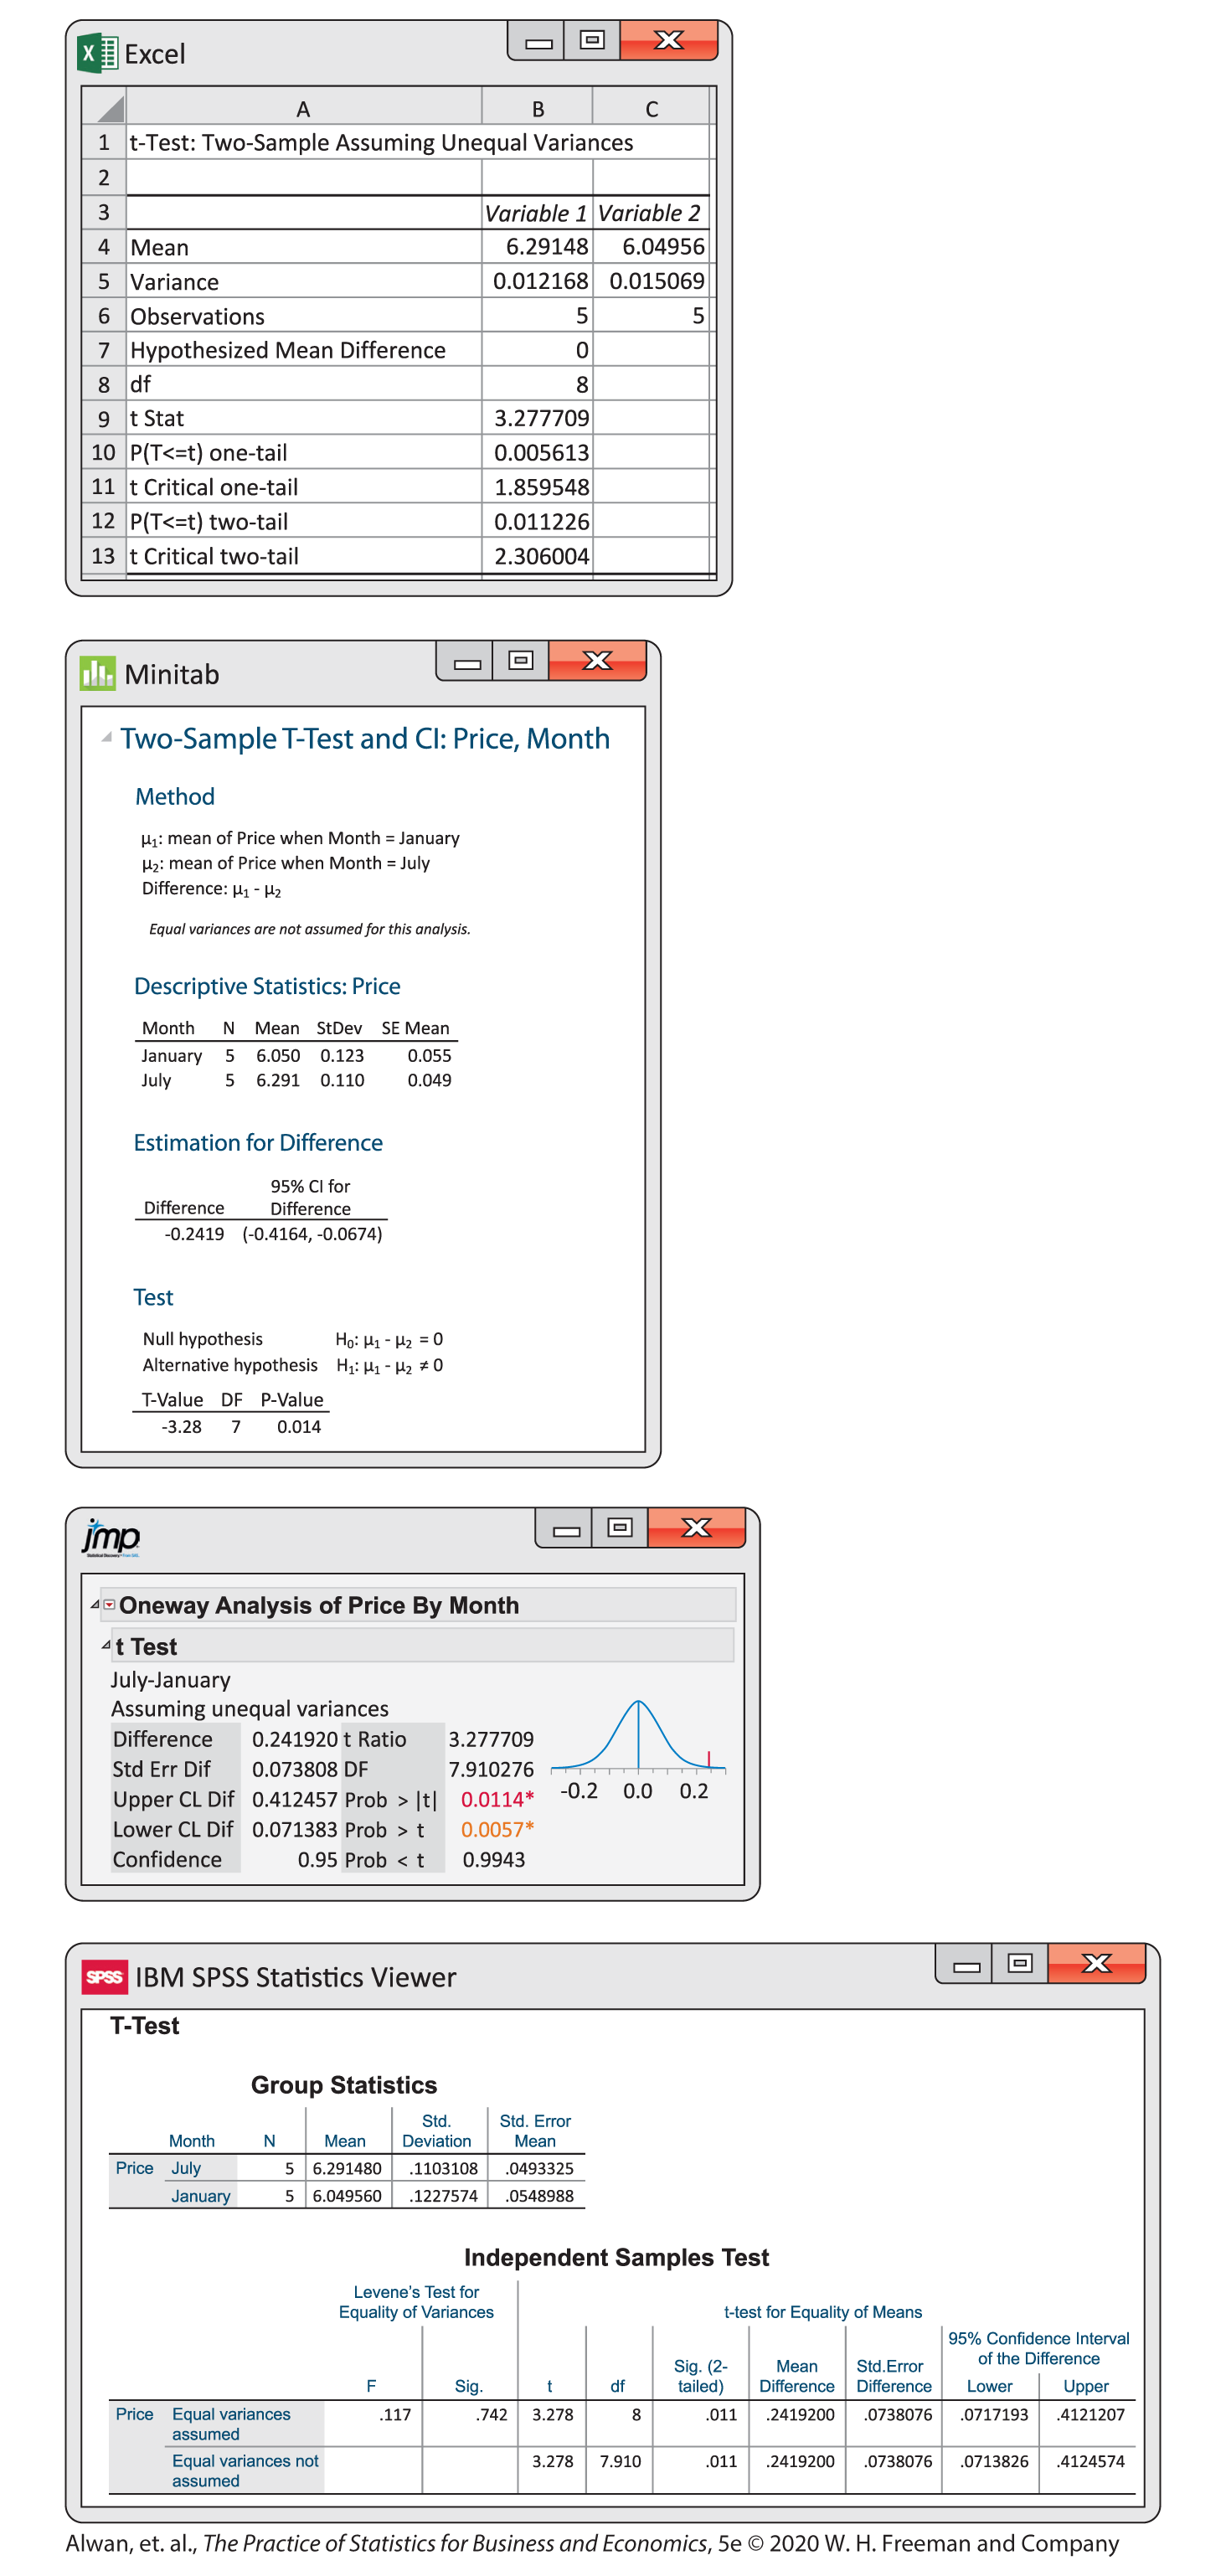 Excel
A B C
1 t-Test: Two-Sample Assuming Unequal Variances
2
3 Variable 1 Variable 2
4 Mean 6.29148 6.04956
5 Variance 0.012168 0.015069
6 Observations 5 5
7 Hypothesized Mean Difference 0
8 df 8
9 t Stat 3.277709
10 P(T<=t) one-tail 0.005613
11 t Critical one-tail 1.859548
12 P(T<=t) two-tail 0.011226
13 t Critical two-tail 2.306004
Minitab
Two-Sample T-Test and CI: Price, Month
Method
μ₁: mean of Price when Month = January
μ₂: mean of Price when Month = July
Difference: μ₁ - μ₂
Equal variances are not assumed for this analysis.
Descriptive Statistics: Price
Month N Mean StDev SE Mean
January 5 6.050 0.123 0.055
July 5 6.291 0.110 0.049
Estimation for Difference
95% CI for
Difference Difference
-0.2419 (-0.4164, -0.0674)
Test
Null hypothesis H₀: μ₁ - μ₂ = 0
Alternative hypothesis H₁: μ₁ - μ₂ ≠ 0
T-Value DF P-Value
-3.28 7 0.014
jmp
Oneway Analysis of Price By Month
t Test
July-January
Assuming unequal variances
Difference 0.241920 t Ratio 3.277709
Std Err Dif 0.073808 DF 7.910276
Upper CL Dif 0.412457 Prob > |t| 0.0114*
Lower CL Dif 0.071383 Prob > t 0.0057*
Confidence 0.95 Prob < t 0.9943
-0.2 0.0 0.2
SPSS IBM SPSS Statistics Viewer
T-Test
Group Statistics
Std. Std. Error
Month N Mean Deviation Mean
Price July 5 6.291480 .1103108 .0493325
January 5 6.049560 .1227574 .0548988
Independent Samples Test
Levene's Test for
Equality of Variances t-test for Equality of Means
95% Confidence Interval
of the Difference
Sig. (2- Mean Std.Error
F Sig. t df tailed) Difference Difference Lower Upper
Price Equal variances .117 .742 3.278 8 .011 .2419200 .0738076 .0717193 .4121207
assumed
Equal variances not 3.278 7.910 .011 .2419200 .0738076 .0713826 .4124574
assumed
Alwan, et. al., The Practice of Statistics for Business and Economics, 5e © 2020 W. H. Freeman and Company